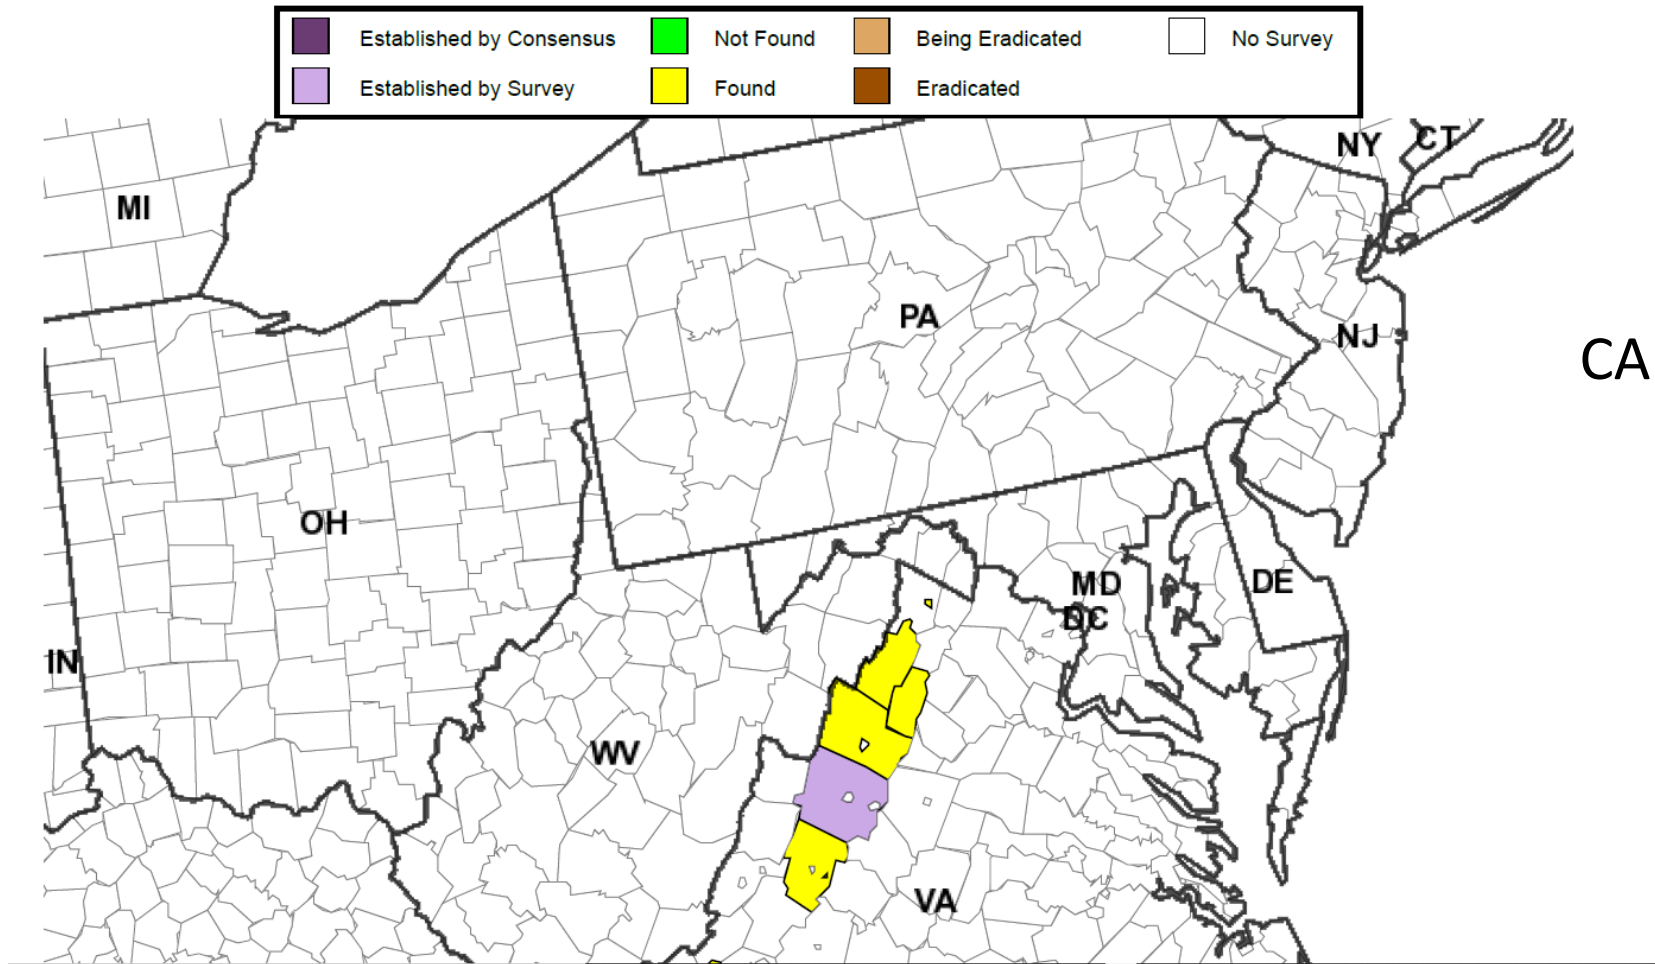 Established by Consensus Not Found Being Eradicated No Survey
Established by Survey Found Eradicated
NY CT
MI
PA
NJ
CA
OH
MD DE
DC
IN
WV
VA